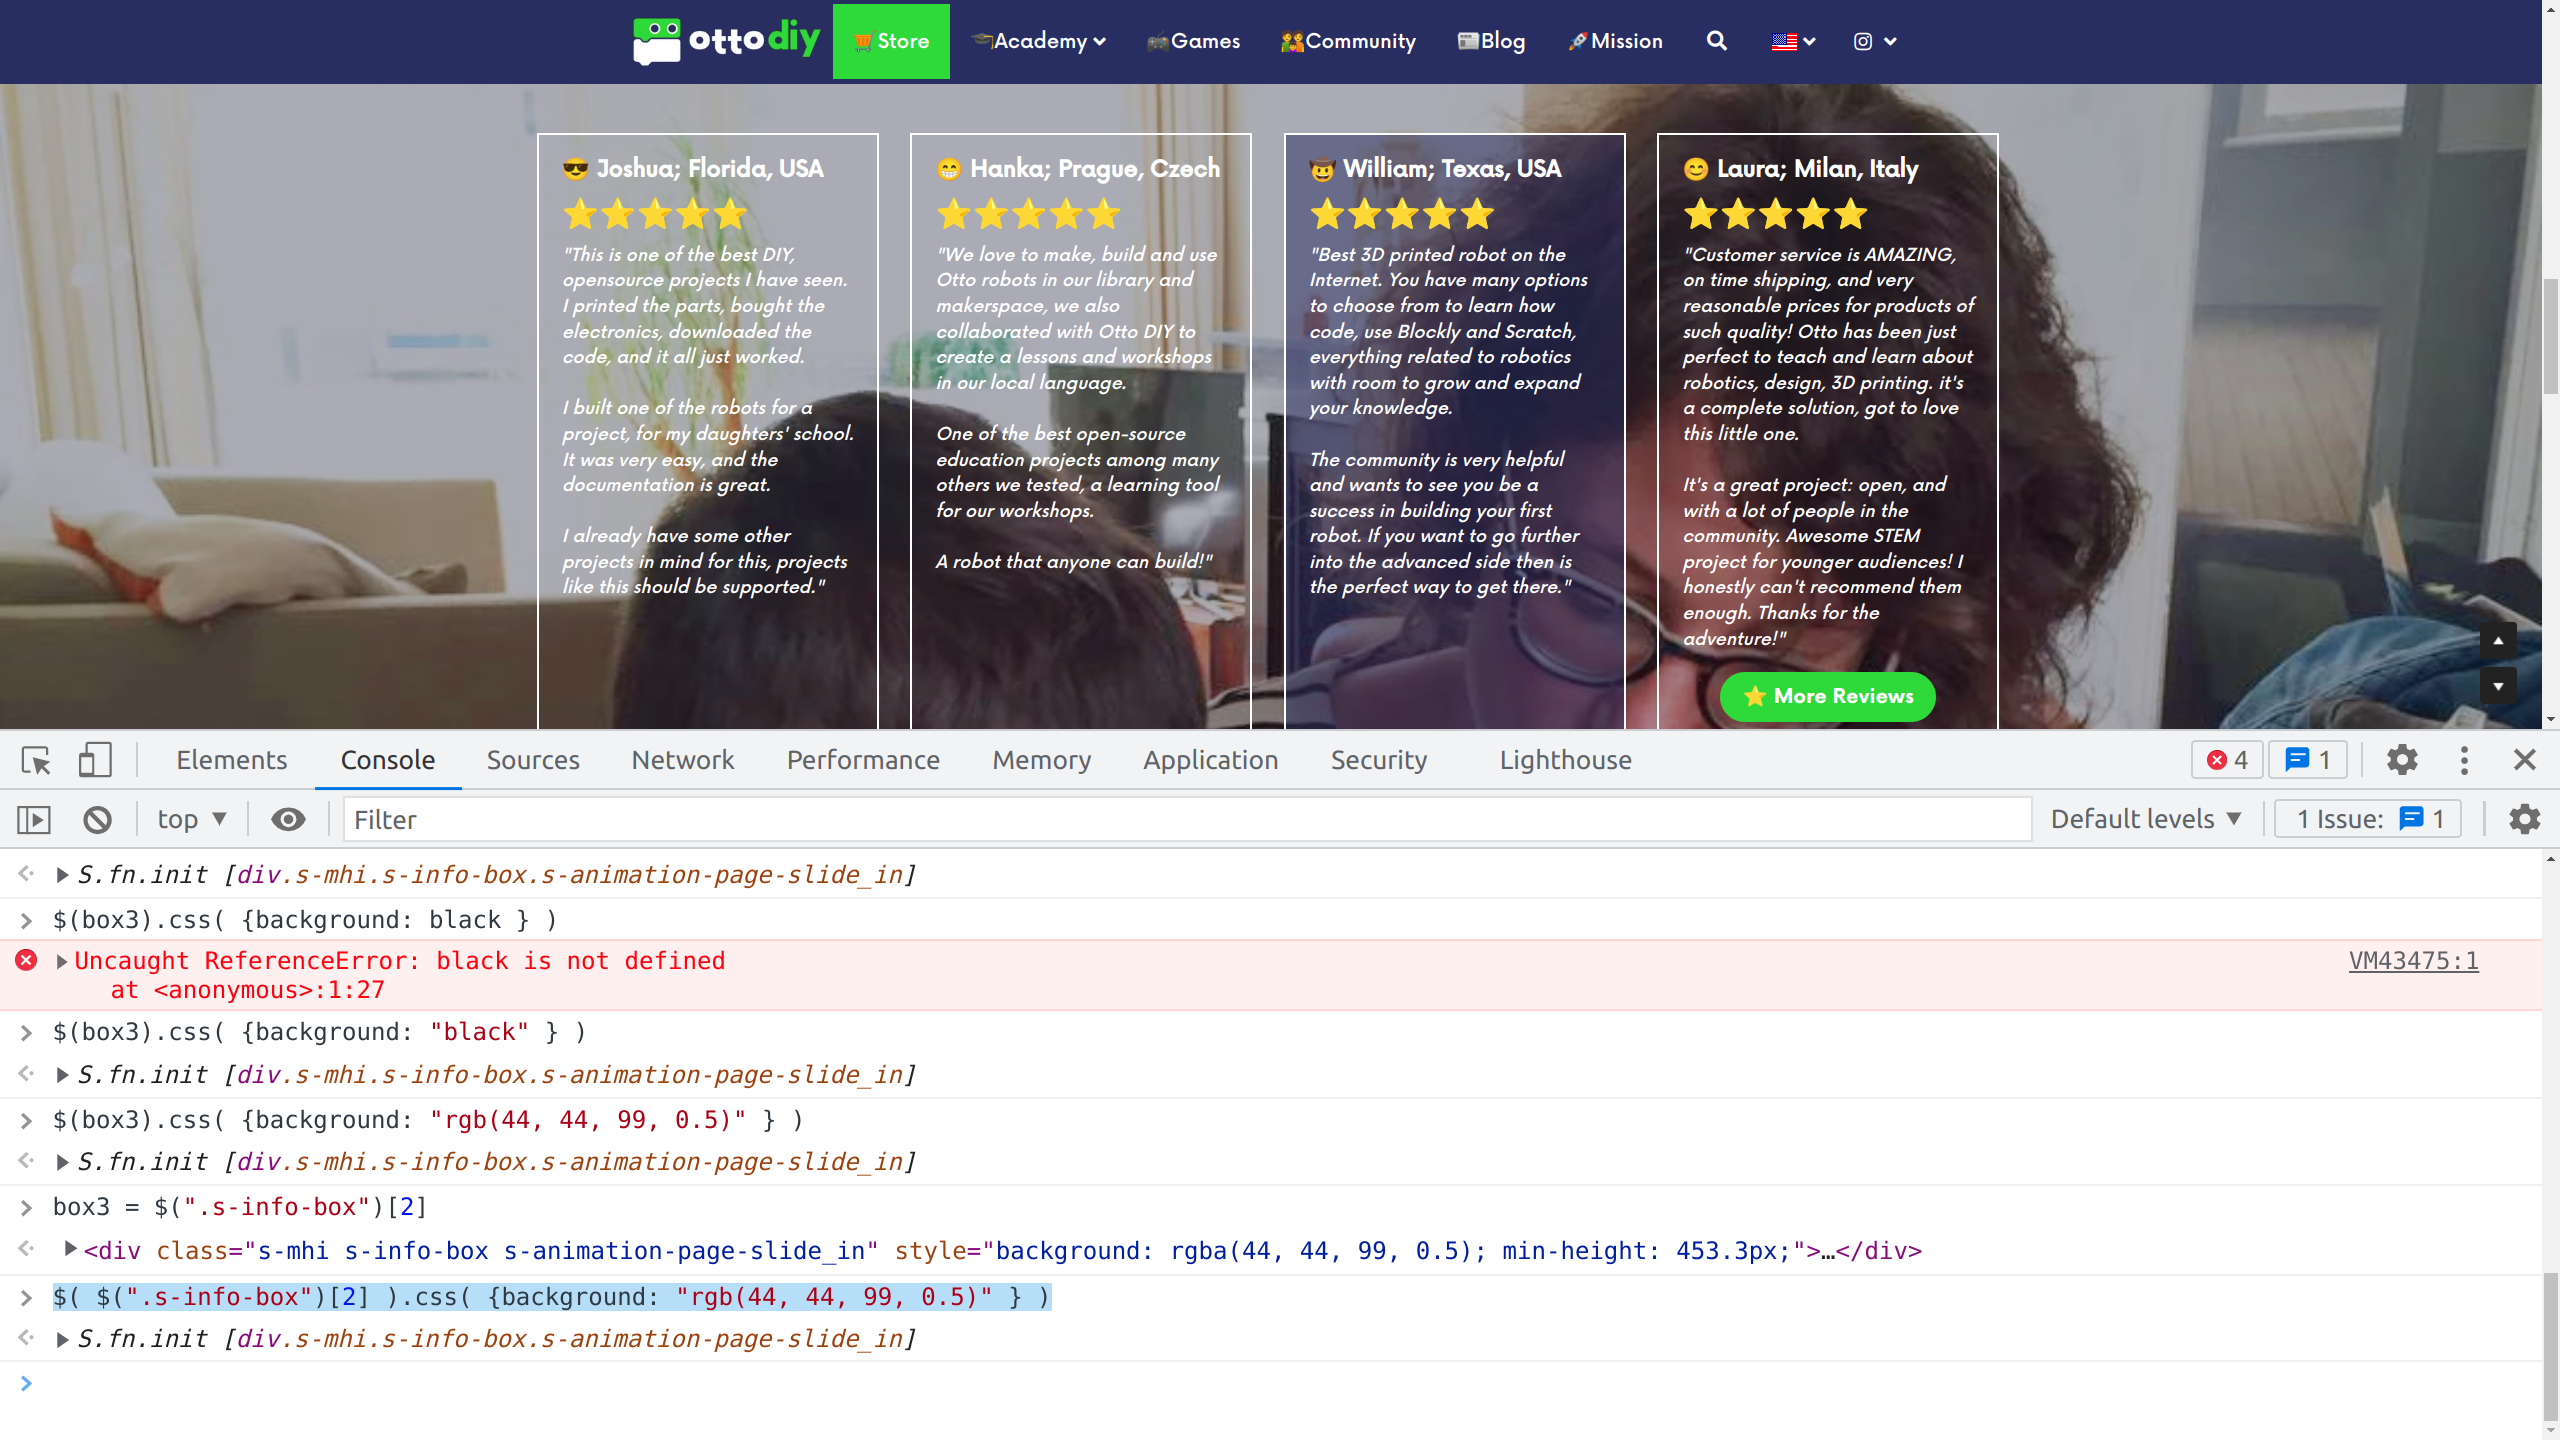 otto diy
Store
Academy
Games
Community
Blog
Mission
Joshua; Florida, USA
"This is one of the best DIY,
opensource projects I have seen.
I printed the parts, bought the
electronics, downloaded the
code, and it all just worked.
I built one of the robots for a
project, for my daughters' school.
It was very easy, and the
documentation is great.
I already have some other
projects in mind for this, projects
like this should be supported."
Hanka; Prague, Czech
"We love to make, build and use
Otto robots in our library and
makerspace, we also
collaborated with Otto DIY to
create a lessons and workshops
in our local language.
One of the best open-source
education projects among many
others we tested, a learning tool
for our workshops.
A robot that anyone can build!"
William; Texas, USA
"Best 3D printed robot on the
Internet. You have many options
to choose from to learn how
code, use Blockly and Scratch,
everything related to robotics
with room to grow and expand
your knowledge.
The community is very helpful
and wants to see you be a
success in building your first
robot. If you want to go further
into the advanced side then is
the perfect way to get there."
Laura; Milan, Italy
"Customer service is AMAZING,
on time shipping, and very
reasonable prices for products of
such quality! Otto has been just
perfect to teach and learn about
robotics, design, 3D printing. it's
a complete solution, got to love
this little one.
It's a great project: open, and
with a lot of people in the
community. Awesome STEM
project for younger audiences! I
honestly can't recommend them
enough. Thanks for the
adventure!"
More Reviews
Elements
Console
Sources
Network
Performance
Memory
Application
Security
Lighthouse
4
1
top
Filter
Default levels
1 Issue: 1
S.fn.init [div.s-mhi.s-info-box.s-animation-page-slide_in]
$(box3).css( {background: black } )
Uncaught ReferenceError: black is not defined VM43475:1
at <anonymous>:1:27
$(box3).css( {background: "black" } )
S.fn.init [div.s-mhi.s-info-box.s-animation-page-slide_in]
$(box3).css( {background: "rgb(44, 44, 99, 0.5)" } )
S.fn.init [div.s-mhi.s-info-box.s-animation-page-slide_in]
box3 = $(".s-info-box")[2]
<div class="s-mhi s-info-box s-animation-page-slide_in" style="background: rgba(44, 44, 99, 0.5); min-height: 453.3px;">…</div>
$( $(".s-info-box")[2] ).css( {background: "rgb(44, 44, 99, 0.5)" } )
S.fn.init [div.s-mhi.s-info-box.s-animation-page-slide_in]